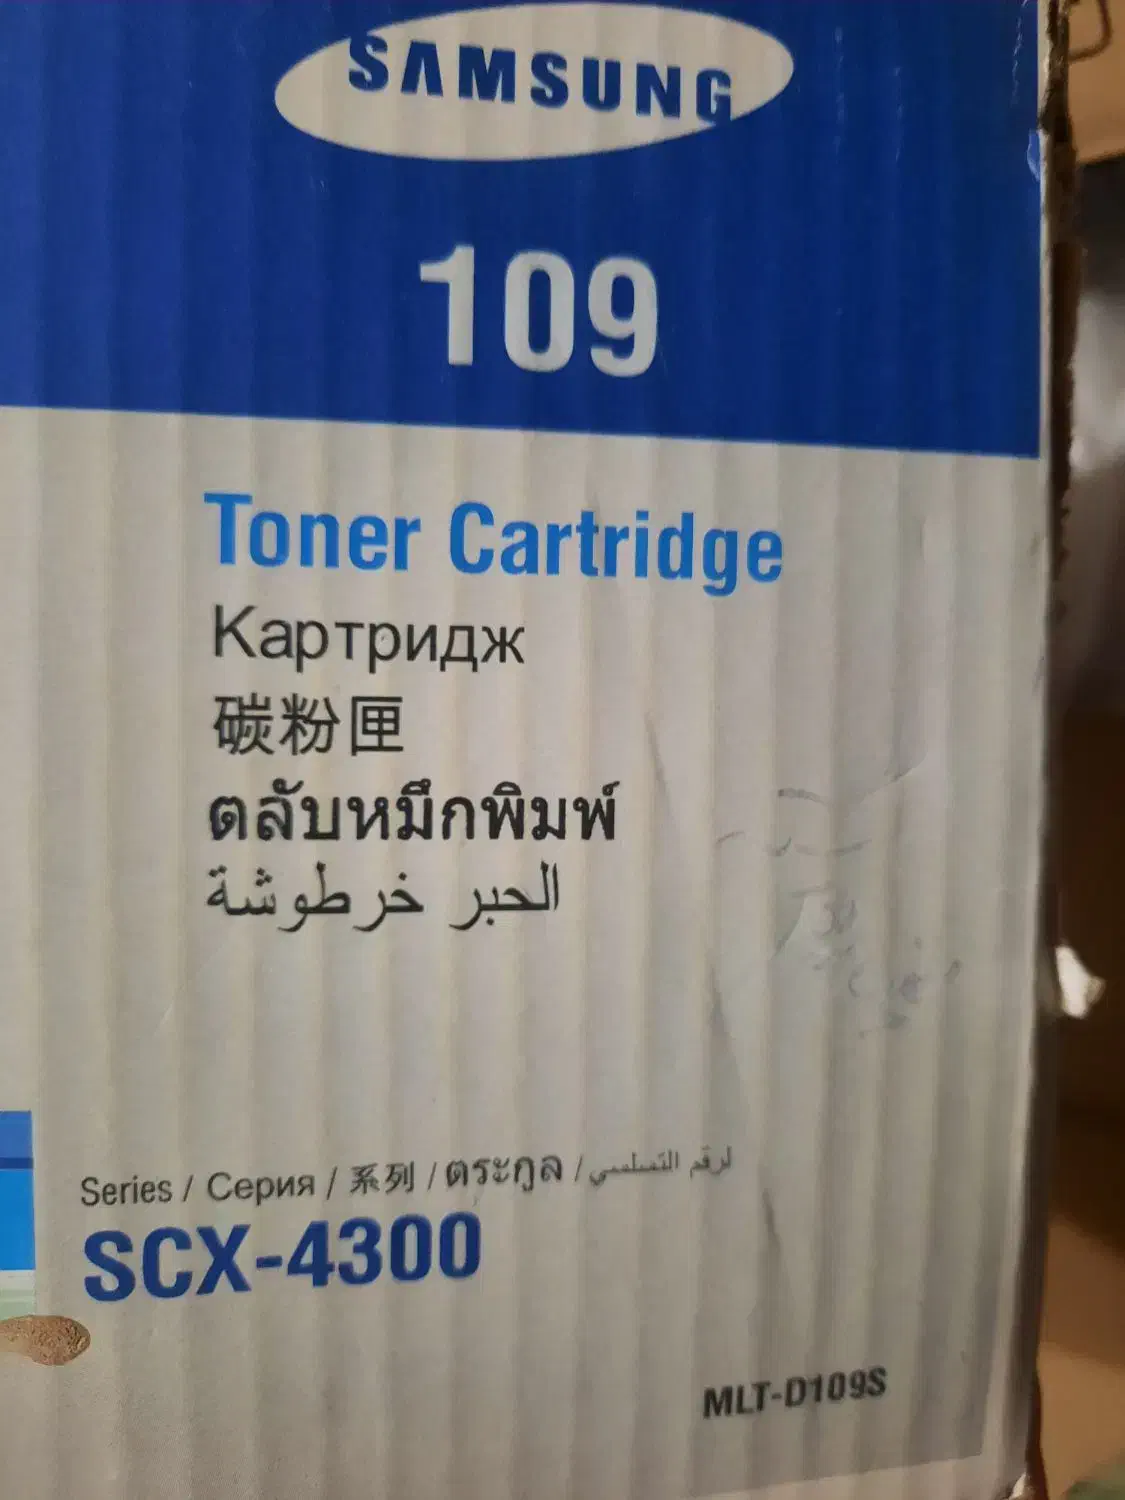 SAMSUNG
109
Toner Cartridge
Картридж
碳粉匣
ตลับหมึกพิมพ์
الحبر خرطوشة
Series / Серия / 系列 / ตระกูล / لرقم التسلسي
SCX-4300
MLT-D109S